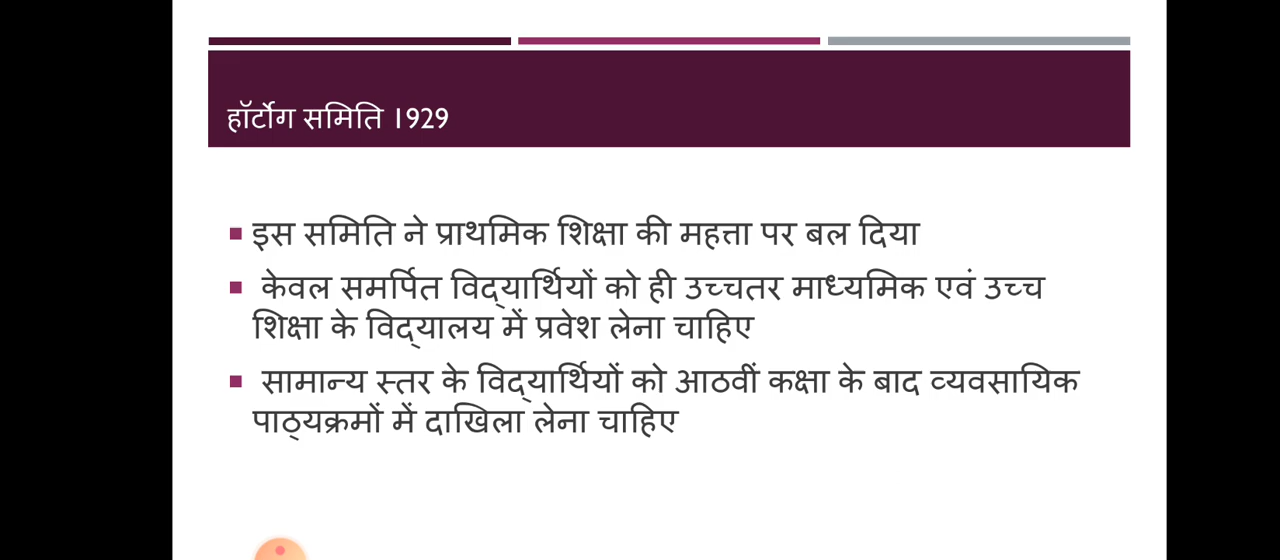 हॉर्टोग समिति 1929
इस समिति ने प्राथमिक शिक्षा की महत्ता पर बल दिया
केवल समर्पित विद्यार्थियों को ही उच्चतर माध्यमिक एवं उच्च
शिक्षा के विद्यालय में प्रवेश लेना चाहिए
सामान्य स्तर के विद्यार्थियों को आठवीं कक्षा के बाद व्यवसायिक
पाठ्यक्रमों में दाखिला लेना चाहिए